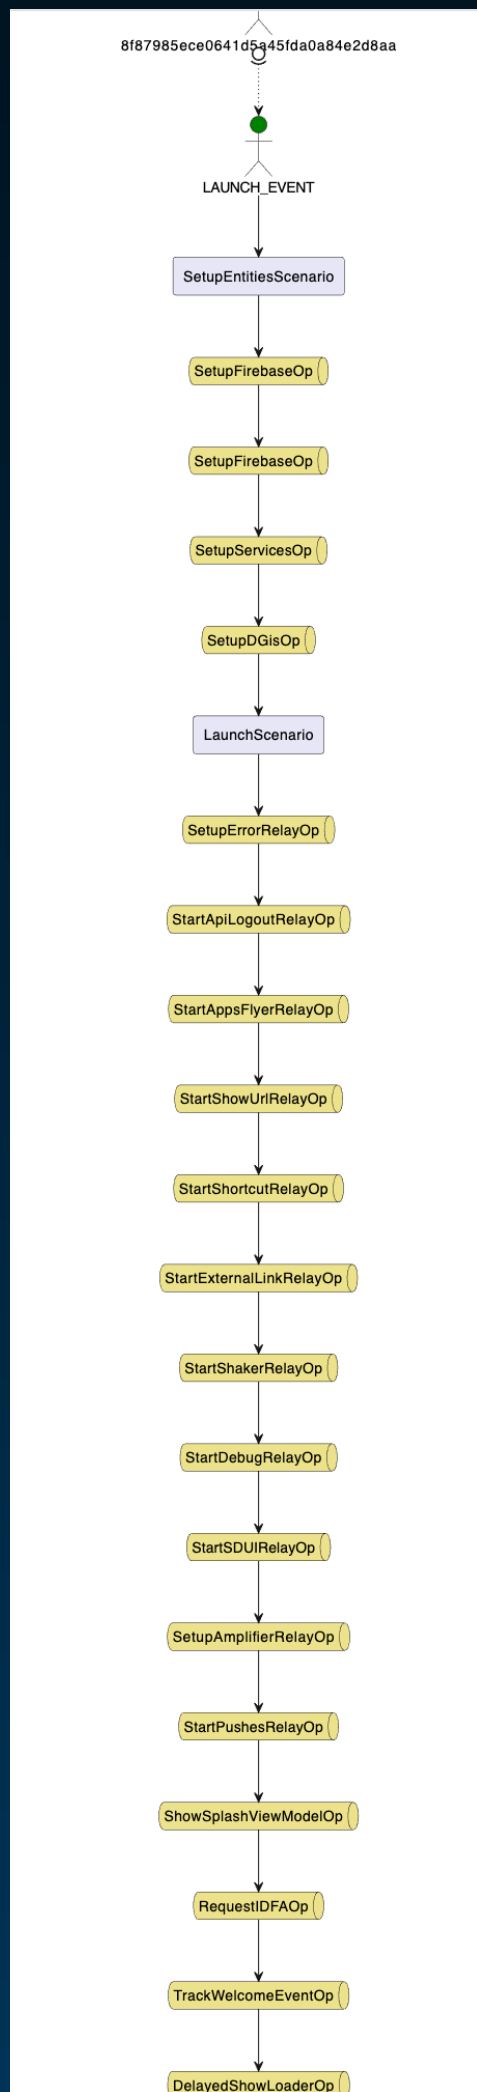 8f87985ece0641d5a45fda0a84e2d8aa
LAUNCH_EVENT
SetupEntitiesScenario
SetupFirebaseOp
SetupFirebaseOp
SetupServicesOp
SetupDGisOp
LaunchScenario
SetupErrorRelayOp
StartApiLogoutRelayOp
StartAppsFlyerRelayOp
StartShowUrlRelayOp
StartShortcutRelayOp
StartExternalLinkRelayOp
StartShakerRelayOp
StartDebugRelayOp
StartSDUIRelayOp
SetupAmplifierRelayOp
StartPushesRelayOp
ShowSplashViewModelOp
RequestIDFAOp
TrackWelcomeEventOp
DelayedShowLoaderOp